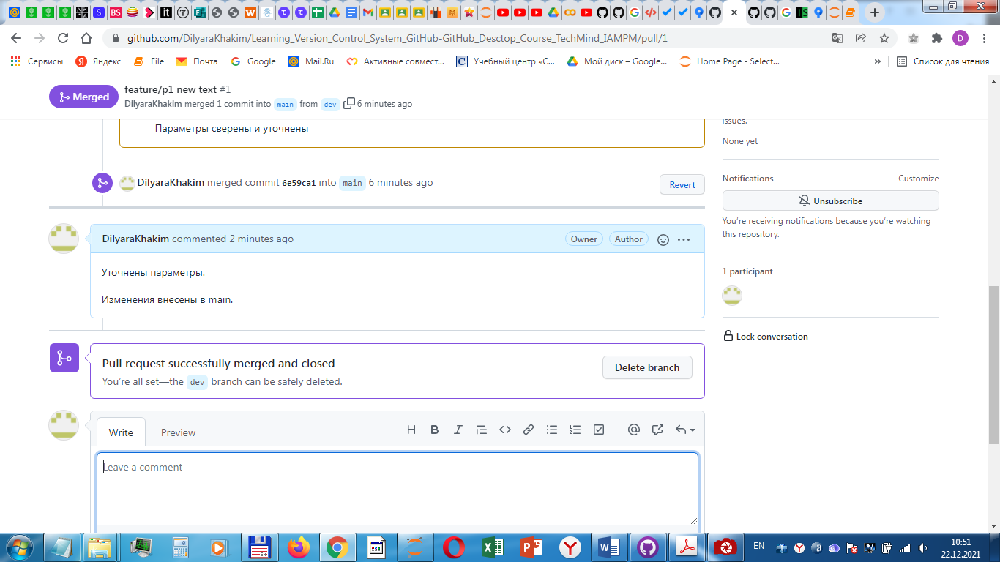 github.com/DilyaraKhakim/Learning_Version_Control_System_GitHub-GitHub_Desctop_Course_TechMind_IAMPM/pull/1
D
Сервисы Яндекс File Почта Google Mail.Ru Активные совмест... Учебный центр «С... Мой диск – Google... Home Page - Select... » Список для чтения
Merged
feature/p1 new text #1
DilyaraKhakim merged 1 commit into main from dev 6 minutes ago
Параметры сверены и уточнены
issues.
None yet
DilyaraKhakim merged commit 6e59ca1 into main 6 minutes ago
Revert
Notifications Customize
Unsubscribe
You're receiving notifications because you're watching
this repository.
DilyaraKhakim commented 2 minutes ago Owner Author
Уточнены параметры.
Изменения внесены в main.
1 participant
Lock conversation
Pull request successfully merged and closed
You're all set—the dev branch can be safely deleted.
Delete branch
Write Preview
Leave a comment
EN
10:51
22.12.2021